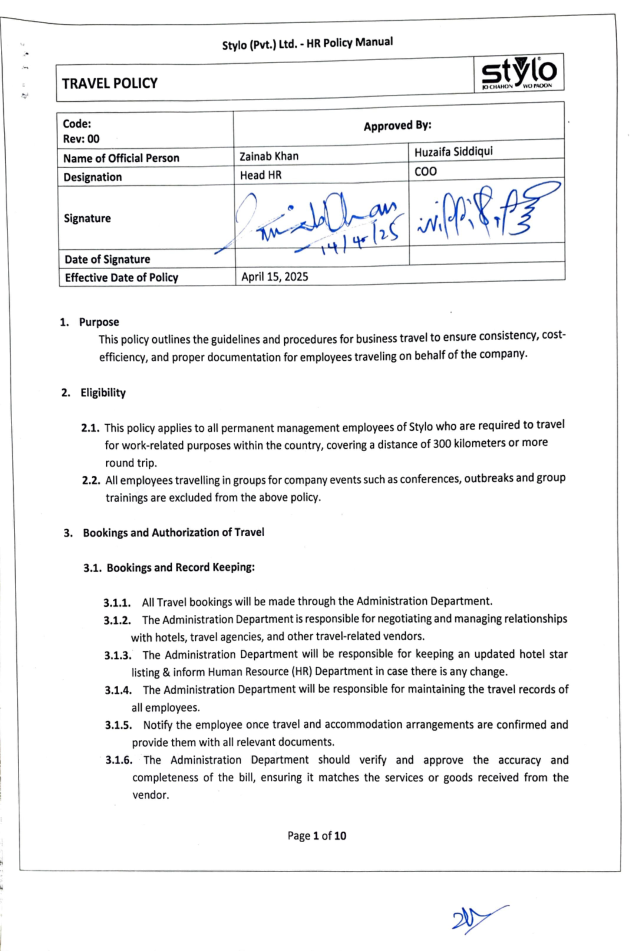 Stylo (Pvt.) Ltd. - HR Policy Manual
TRAVEL POLICY
stylo
JO CHAHON WO PAOON
Code:
Rev: 00
Approved By:
Name of Official Person Zainab Khan Huzaifa Siddiqui
Designation Head HR COO
Signature
Date of Signature
Effective Date of Policy April 15, 2025
1. Purpose
This policy outlines the guidelines and procedures for business travel to ensure consistency, cost-
efficiency, and proper documentation for employees traveling on behalf of the company.
2. Eligibility
2.1. This policy applies to all permanent management employees of Stylo who are required to travel
for work-related purposes within the country, covering a distance of 300 kilometers or more
round trip.
2.2. All employees travelling in groups for company events such as conferences, outbreaks and group
trainings are excluded from the above policy.
3. Bookings and Authorization of Travel
3.1. Bookings and Record Keeping:
3.1.1. All Travel bookings will be made through the Administration Department.
3.1.2. The Administration Department is responsible for negotiating and managing relationships
with hotels, travel agencies, and other travel-related vendors.
3.1.3. The Administration Department will be responsible for keeping an updated hotel star
listing & inform Human Resource (HR) Department in case there is any change.
3.1.4. The Administration Department will be responsible for maintaining the travel records of
all employees.
3.1.5. Notify the employee once travel and accommodation arrangements are confirmed and
provide them with all relevant documents.
3.1.6. The Administration Department should verify and approve the accuracy and
completeness of the bill, ensuring it matches the services or goods received from the
vendor.
Page 1 of 10